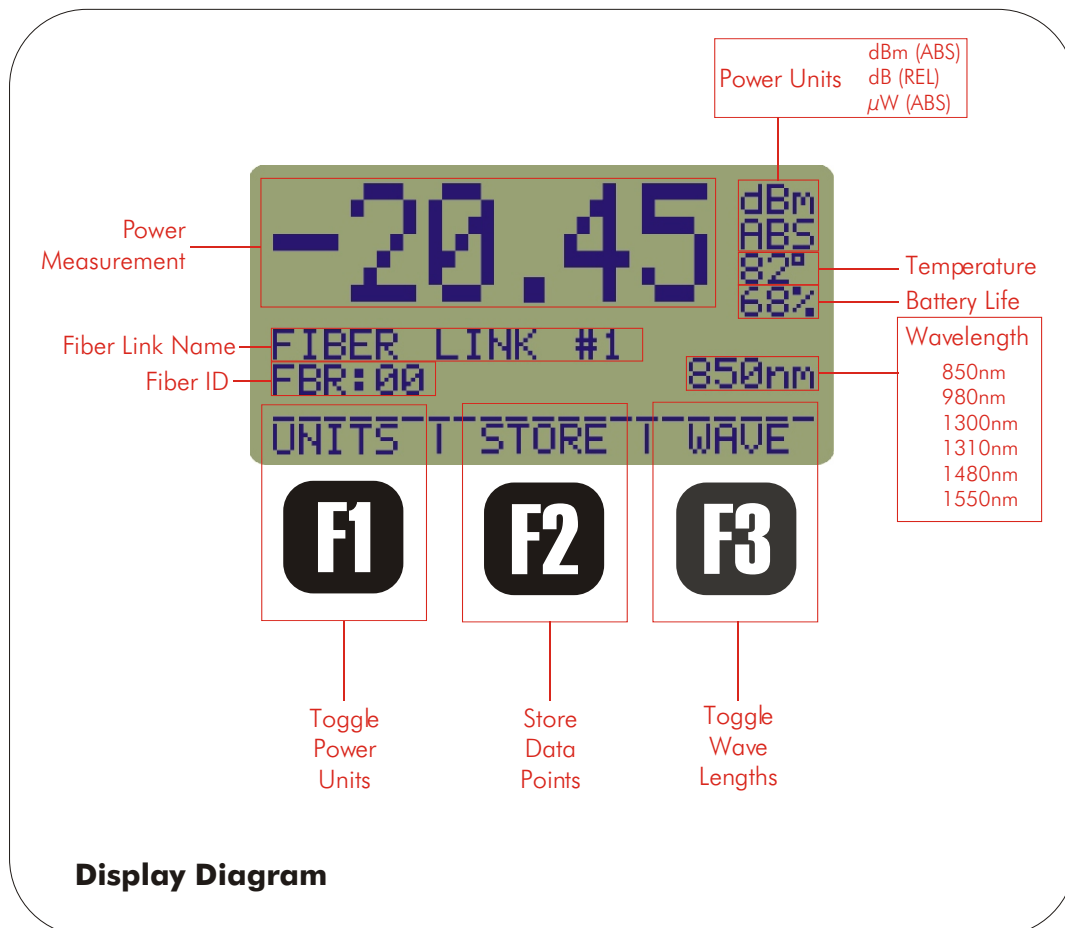 Power Units
dBm (ABS)
dB (REL)
µW (ABS)
-20.45
dBm
ABS
82°
68%
Power
Measurement
Temperature
Battery Life
Fiber Link Name
FIBER LINK #1
Fiber ID
FBR:00
850nm
Wavelength
850nm
980nm
1300nm
1310nm
1480nm
1550nm
UNITS STORE WAVE
F1 F2 F3
Toggle
Power
Units
Store
Data
Points
Toggle
Wave
Lengths
Display Diagram